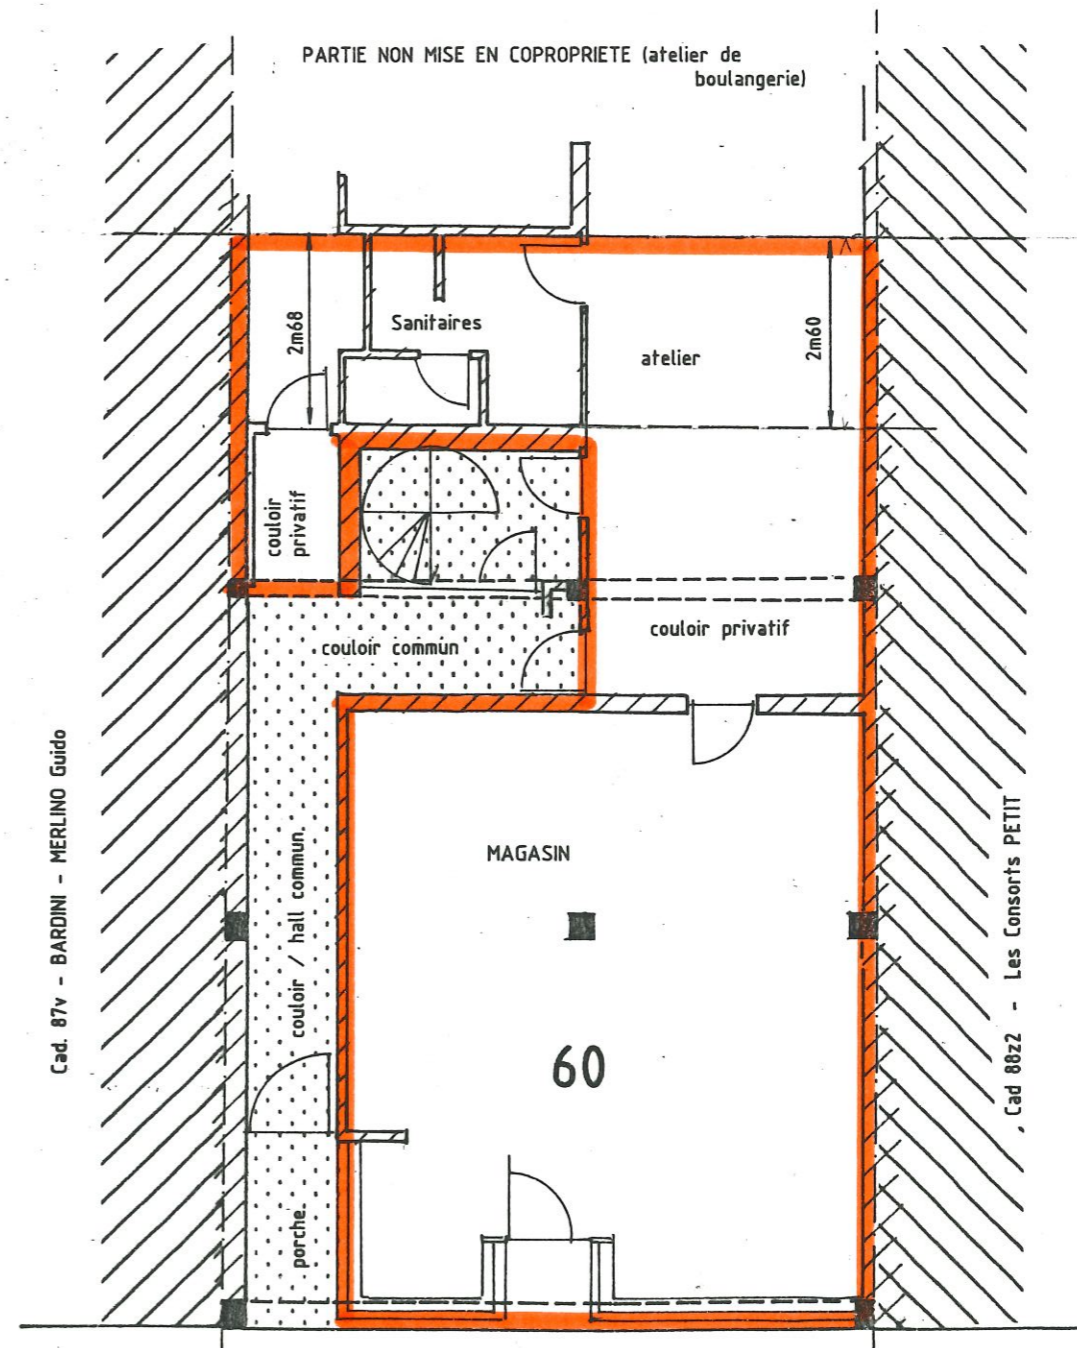 PARTIE NON MISE EN COPROPRIETE (atelier de
boulangerie)
2m68
Sanitaires
atelier
2m60
couloir
privatif
couloir commun
couloir privatif
MAGASIN
couloir / hall commun.
60
porche.
Cad. 87v - BARDINI - MERLINO Guido
Cad 88z2 - Les Consorts PETIT